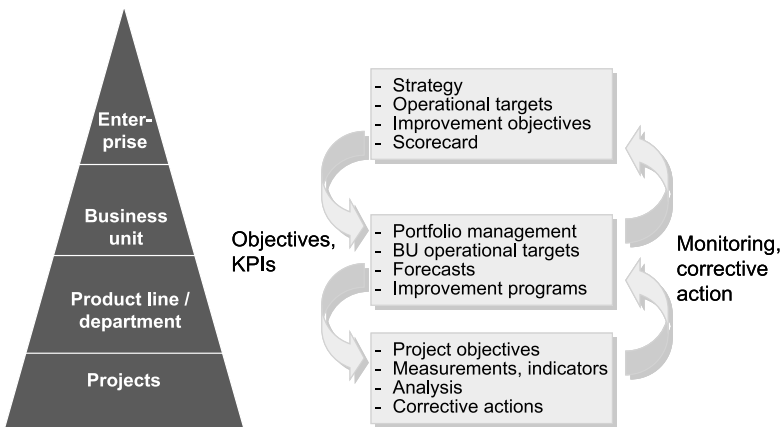 Enter-
prise
Business
unit
Product line /
department
Projects
Objectives,
KPIs
- Strategy
- Operational targets
- Improvement objectives
- Scorecard
- Portfolio management
- BU operational targets
- Forecasts
- Improvement programs
- Project objectives
- Measurements, indicators
- Analysis
- Corrective actions
Monitoring,
corrective
action